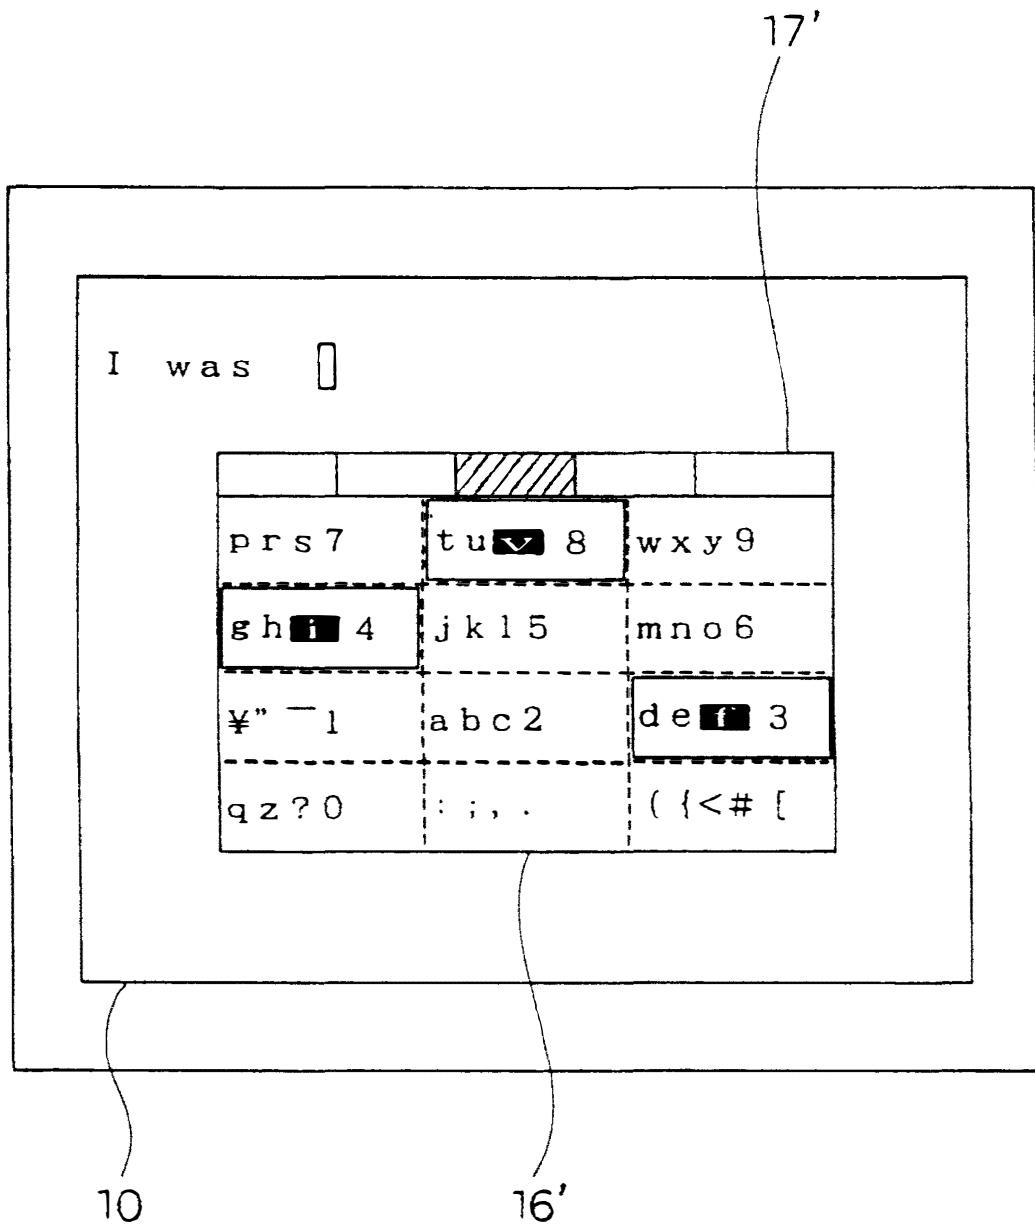 17'
I was
prs7 tuv 8 wxy9
ghi 4 jkl5 mno6
¥"‾1 abc2 def 3
qz?0 :;,. ({<#[
10 16'